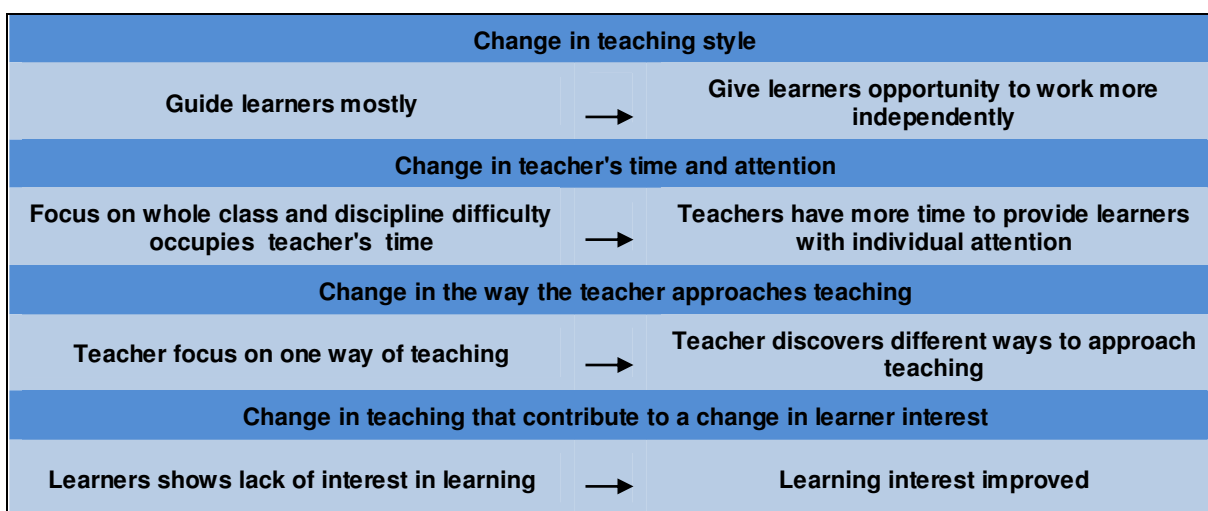 Change in teaching style
Guide learners mostly → Give learners opportunity to work more
independently
Change in teacher's time and attention
Focus on whole class and discipline difficulty
occupies teacher's time → Teachers have more time to provide learners
with individual attention
Change in the way the teacher approaches teaching
Teacher focus on one way of teaching → Teacher discovers different ways to approach
teaching
Change in teaching that contribute to a change in learner interest
Learners shows lack of interest in learning → Learning interest improved